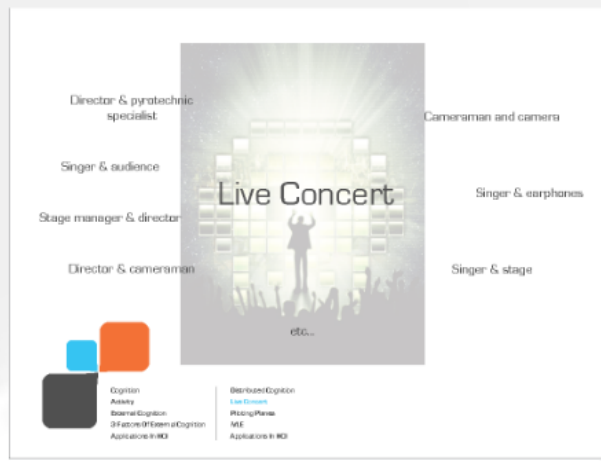 Director & pyrotechnic
specialist
Singer & audience
Stage manager & director
Director & cameraman
Live Concert
etc...
Cameraman and camera
Singer & earphones
Singer & stage
Cognition
Activity
External Cognition
3 Factors Of External Cognition
Applications In HCI
Distributed Cognition
Live Concert
Piloting Planes
IVLE
Applications In HCI